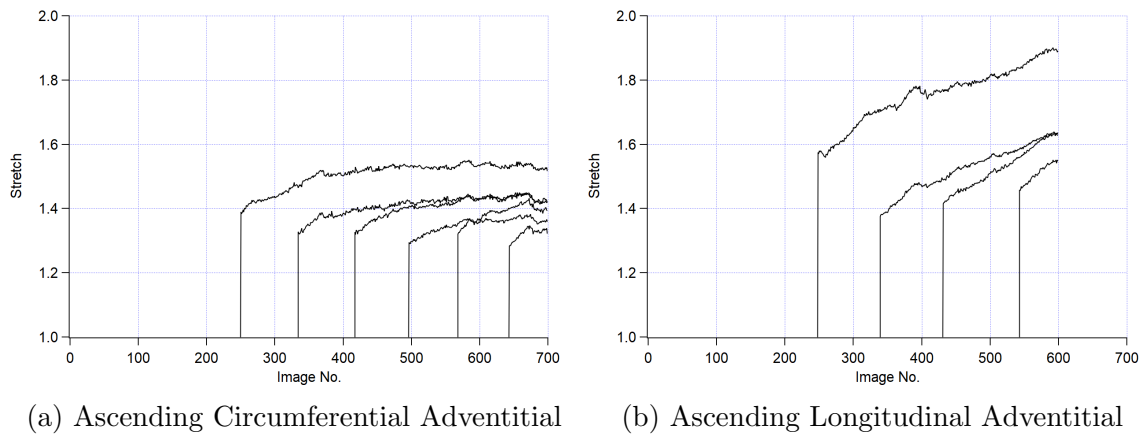 2.0
1.8
1.6
1.4
1.2
1.0
Stretch
0 100 200 300 400 500 600 700
Image No.
(a) Ascending Circumferential Adventitial
2.0
1.8
1.6
1.4
1.2
1.0
Stretch
0 100 200 300 400 500 600 700
Image No.
(b) Ascending Longitudinal Adventitial